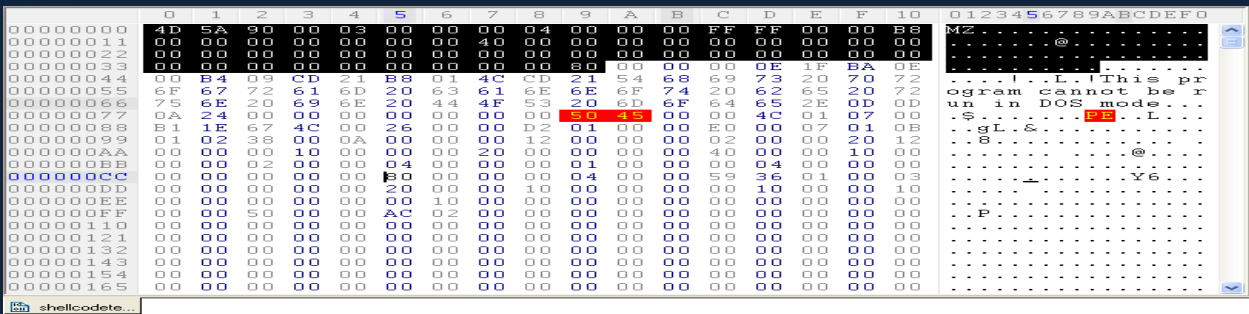 0 1 2 3 4 5 6 7 8 9 A B C D E F 10 0123456789ABCDEF0
00000000 4D 5A 90 00 03 00 00 00 04 00 00 00 FF FF 00 00 B8 MZ...............
00000011 00 00 00 00 00 00 00 40 00 00 00 00 00 00 00 00 00 .......@.........
00000022 00 00 00 00 00 00 00 00 00 00 00 00 00 00 00 00 00 .................
00000033 00 00 00 00 00 00 00 00 00 80 00 00 00 0E 1F BA 0E .................
00000044 00 B4 09 CD 21 B8 01 4C CD 21 54 68 69 73 20 70 72 ....!..L.!This pr
00000055 6F 67 72 61 6D 20 63 61 6E 6E 6F 74 20 62 65 20 72 ogram cannot be r
00000066 75 6E 20 69 6E 20 44 4F 53 20 6D 6F 64 65 2E 0D 0D un in DOS mode...
00000077 0A 24 00 00 00 00 00 00 00 50 45 00 00 4C 01 07 00 .$.......PE..L...
00000088 B1 1E 67 4C 00 26 00 00 D2 01 00 00 E0 00 07 01 0B ..gL.&...........
00000099 01 02 38 00 0A 00 00 00 12 00 00 00 02 00 00 20 12 ..8............ .
000000AA 00 00 00 10 00 00 00 20 00 00 00 00 40 00 00 10 00 ....... ....@....
000000BB 00 00 02 00 00 04 00 00 00 01 00 00 00 04 00 00 00 .................
000000CC 00 00 00 00 00 80 00 00 00 04 00 00 59 36 01 00 03 ............Y6...
000000DD 00 00 00 00 00 20 00 00 10 00 00 00 00 10 00 00 10 ..... ...........
000000EE 00 00 00 00 00 00 10 00 00 00 00 00 00 00 00 00 00 .................
000000FF 00 00 50 00 00 AC 02 00 00 00 00 00 00 00 00 00 00 ..P..............
00000110 00 00 00 00 00 00 00 00 00 00 00 00 00 00 00 00 00 .................
00000121 00 00 00 00 00 00 00 00 00 00 00 00 00 00 00 00 00 .................
00000132 00 00 00 00 00 00 00 00 00 00 00 00 00 00 00 00 00 .................
00000143 00 00 00 00 00 00 00 00 00 00 00 00 00 00 00 00 00 .................
00000154 00 00 00 00 00 00 00 00 00 00 00 00 00 00 00 00 00 .................
00000165 00 00 00 00 00 00 00 00 00 00 00 00 00 00 00 00 00 .................
shellcodete...